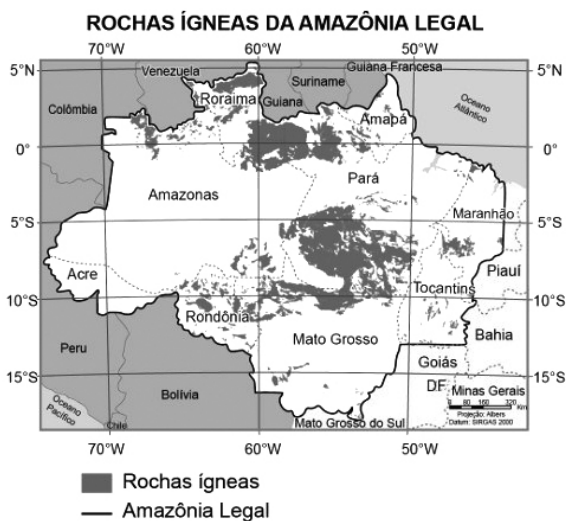 ROCHAS ÍGNEAS DA AMAZÔNIA LEGAL
70°W 60°W 50°W
5°N 5°N
Venezuela
Guiana Francesa
Suriname
Guiana
Colômbia
Roraima
Amapá
Oceano
Atlântico
0° 0°
Amazonas
Pará
Maranhão
5°S 5°S
Acre
Piauí
Tocantins
10°S 10°S
Rondônia
Mato Grosso
Bahia
Peru
Goiás
15°S 15°S
Bolívia
DF
Minas Gerais
0 80 160 320
Km
Projeção: Albers
Datum: SIRGAS 2000
Oceano
Pacífico
Chile
Mato Grosso do Sul
70°W 60°W 50°W
Rochas ígneas
Amazônia Legal